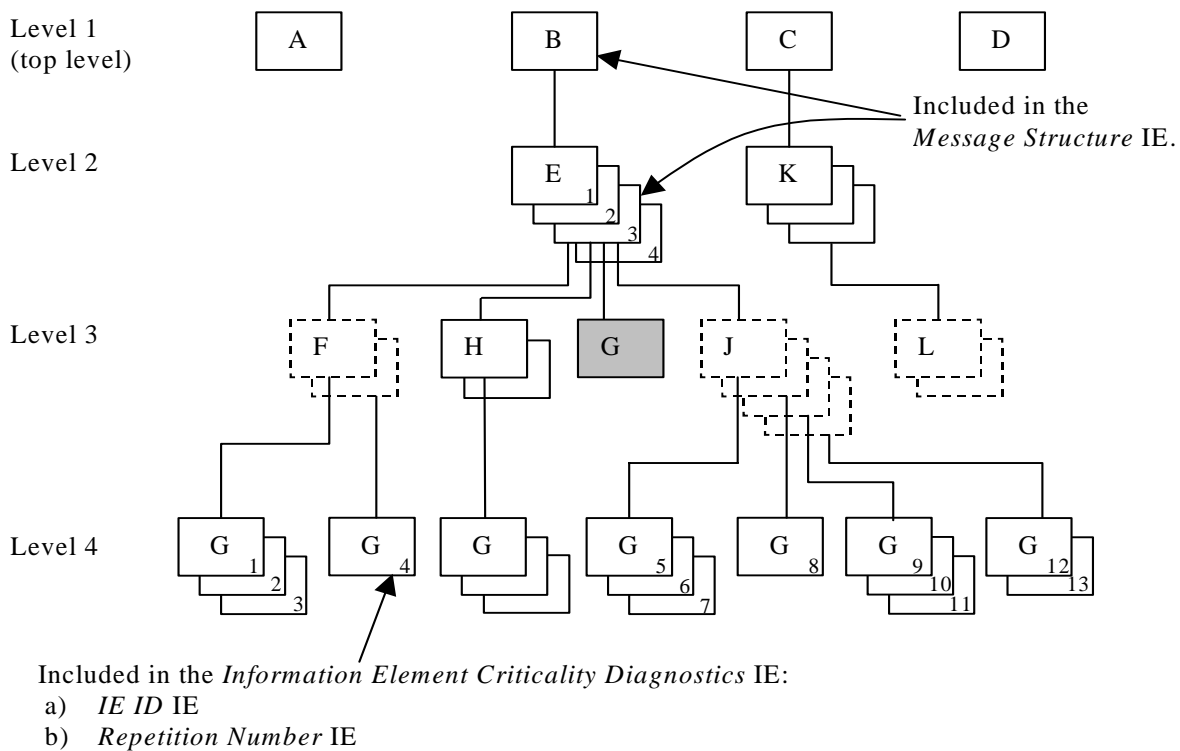 Level 1
(top level)
A
B
C
D
Included in the
Message Structure IE.
Level 2
E
1
2
3
4
K
Level 3
F
H
G
J
L
Level 4
G
1
2
3
G
4
G
G
5
6
7
G
8
G
9
10
11
G
12
13
Included in the Information Element Criticality Diagnostics IE:
a) IE ID IE
b) Repetition Number IE